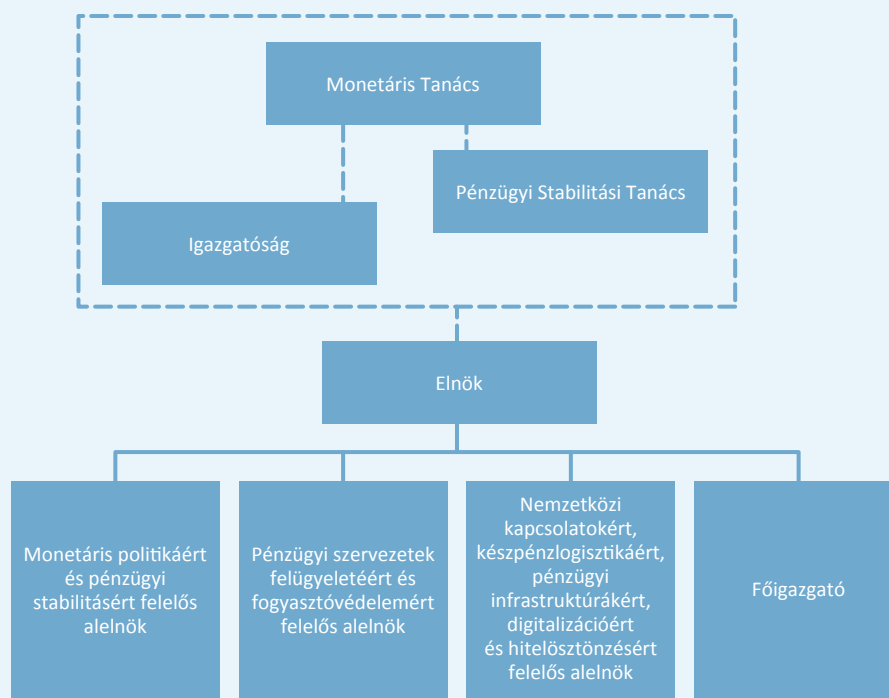 Monetáris Tanács
Pénzügyi Stabilitási Tanács
Igazgatóság
Elnök
Monetáris politikáért
és pénzügyi
stabilitásért felelős
alelnök
Pénzügyi szervezetek
felügyeletéért és
fogyasztóvédelemért
felelős alelnök
Nemzetközi
kapcsolatokért,
készpénzlogisztikáért,
pénzügyi
infrastruktúrákért,
digitalizációért
és hitelösztönzésért
felelős alelnök
Főigazgató